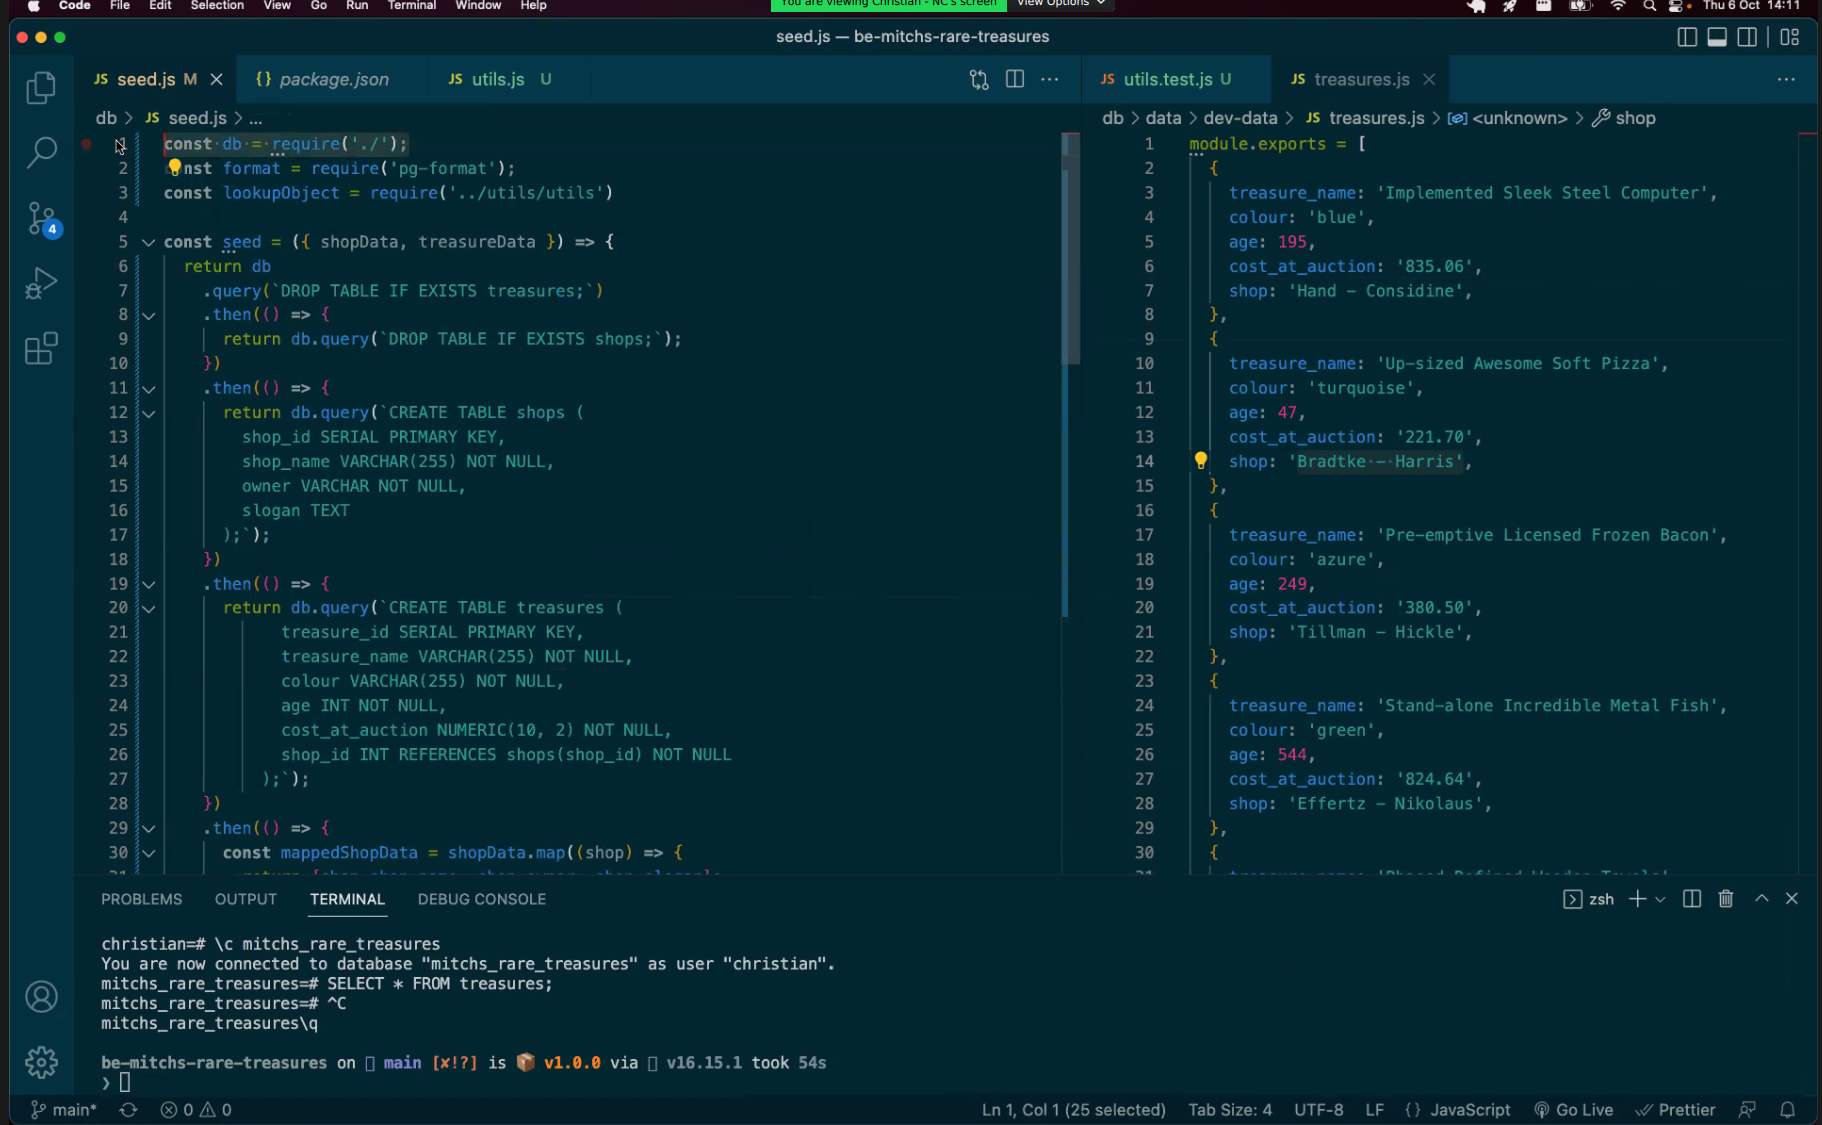 Code File Edit Selection View Go Run Terminal Window Help
You are viewing Christian - NC's screen View Options
Thu 6 Oct 14:11
seed.js — be-mitchs-rare-treasures
JS seed.js M
{} package.json
JS utils.js U
JS utils.test.js U
JS treasures.js
db > JS seed.js > ...
1 const db = require('./');
2 nst format = require('pg-format');
3 const lookupObject = require('../utils/utils')
4
5 const seed = ({ shopData, treasureData }) => {
6 return db
7 .query(`DROP TABLE IF EXISTS treasures;`)
8 .then(() => {
9 return db.query(`DROP TABLE IF EXISTS shops;`);
10 })
11 .then(() => {
12 return db.query(`CREATE TABLE shops (
13 shop_id SERIAL PRIMARY KEY,
14 shop_name VARCHAR(255) NOT NULL,
15 owner VARCHAR NOT NULL,
16 slogan TEXT
17 );`);
18 })
19 .then(() => {
20 return db.query(`CREATE TABLE treasures (
21 treasure_id SERIAL PRIMARY KEY,
22 treasure_name VARCHAR(255) NOT NULL,
23 colour VARCHAR(255) NOT NULL,
24 age INT NOT NULL,
25 cost_at_auction NUMERIC(10, 2) NOT NULL,
26 shop_id INT REFERENCES shops(shop_id) NOT NULL
27 );`);
28 })
29 .then(() => {
30 const mappedShopData = shopData.map((shop) => {
db > data > dev-data > JS treasures.js > <unknown> > shop
1 module.exports = [
2 {
3 treasure_name: 'Implemented Sleek Steel Computer',
4 colour: 'blue',
5 age: 195,
6 cost_at_auction: '835.06',
7 shop: 'Hand - Considine',
8 },
9 {
10 treasure_name: 'Up-sized Awesome Soft Pizza',
11 colour: 'turquoise',
12 age: 47,
13 cost_at_auction: '221.70',
14 shop: 'Bradtke - Harris',
15 },
16 {
17 treasure_name: 'Pre-emptive Licensed Frozen Bacon',
18 colour: 'azure',
19 age: 249,
20 cost_at_auction: '380.50',
21 shop: 'Tillman - Hickle',
22 },
23 {
24 treasure_name: 'Stand-alone Incredible Metal Fish',
25 colour: 'green',
26 age: 544,
27 cost_at_auction: '824.64',
28 shop: 'Effertz - Nikolaus',
29 },
30 {
4
PROBLEMS OUTPUT TERMINAL DEBUG CONSOLE
zsh
christian=# \c mitchs_rare_treasures
You are now connected to database "mitchs_rare_treasures" as user "christian".
mitchs_rare_treasures=# SELECT * FROM treasures;
mitchs_rare_treasures=# ^C
mitchs_rare_treasures\q
be-mitchs-rare-treasures on main [✘!?] is 📦 v1.0.0 via v16.15.1 took 54s
❯
main* 0 0
Ln 1, Col 1 (25 selected) Tab Size: 4 UTF-8 LF {} JavaScript Go Live Prettier